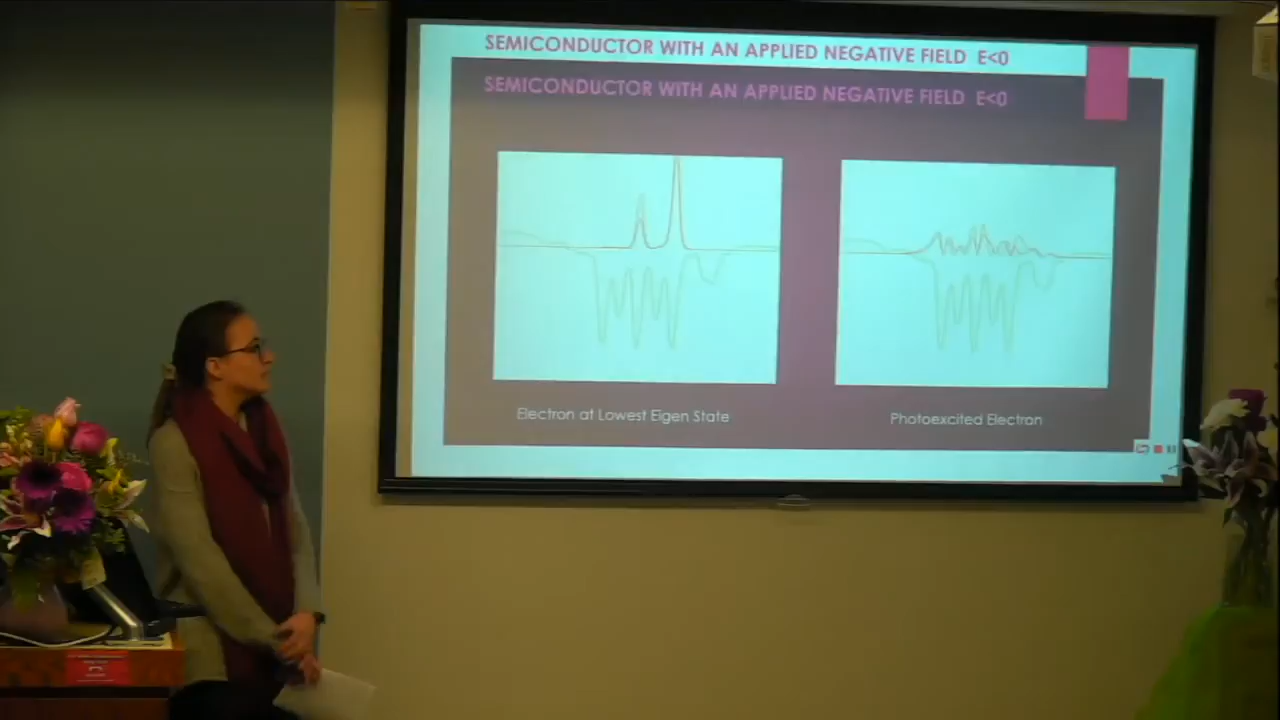 SEMICONDUCTOR WITH AN APPLIED NEGATIVE FIELD E<0
SEMICONDUCTOR WITH AN APPLIED NEGATIVE FIELD E<0
Electron at Lowest Eigen State
Photoexcited Electron